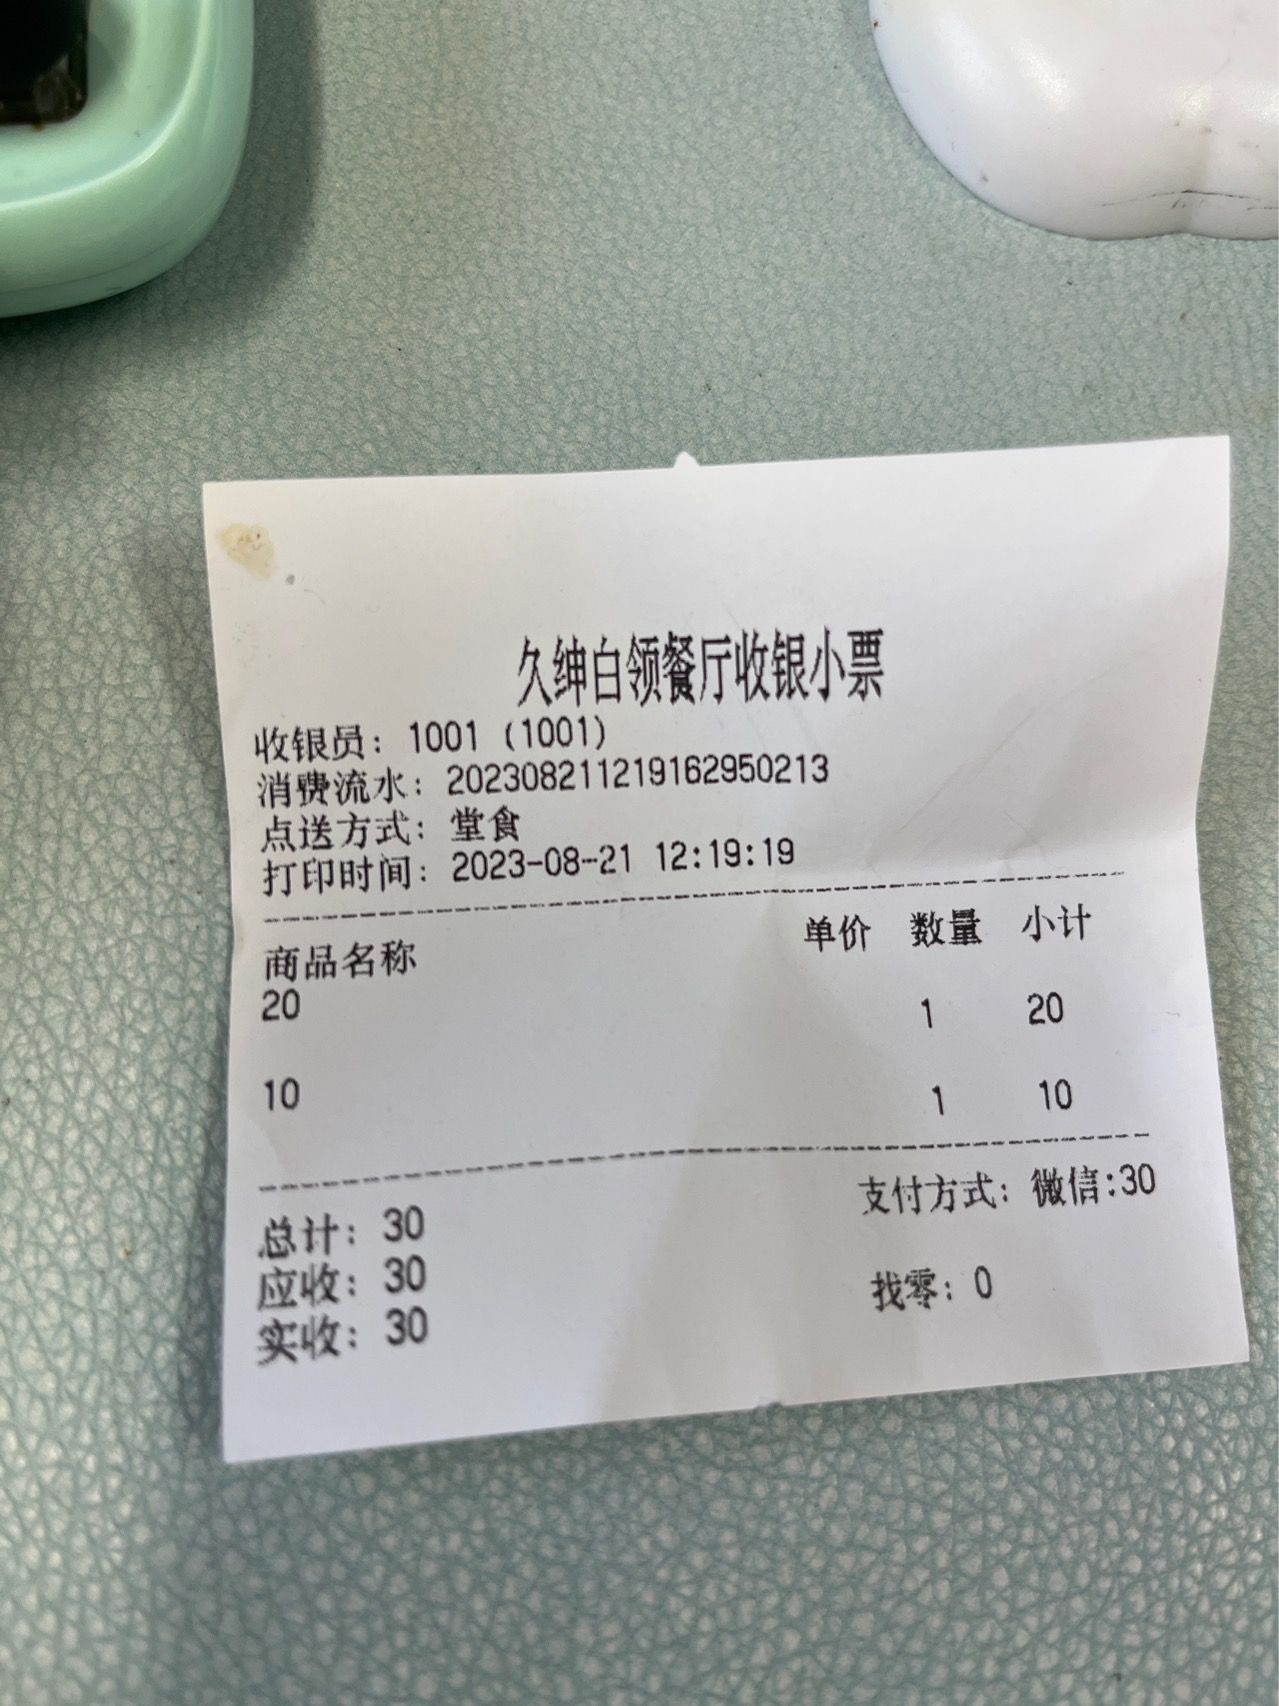 久绅白领餐厅收银小票
收银员: 1001 (1001)
消费流水: 202308211219162950213
点送方式: 堂食
打印时间: 2023-08-21 12:19:19
商品名称 单价 数量 小计
20 1 20
10 1 10
总计: 30 支付方式: 微信:30
应收: 30 找零: 0
实收: 30